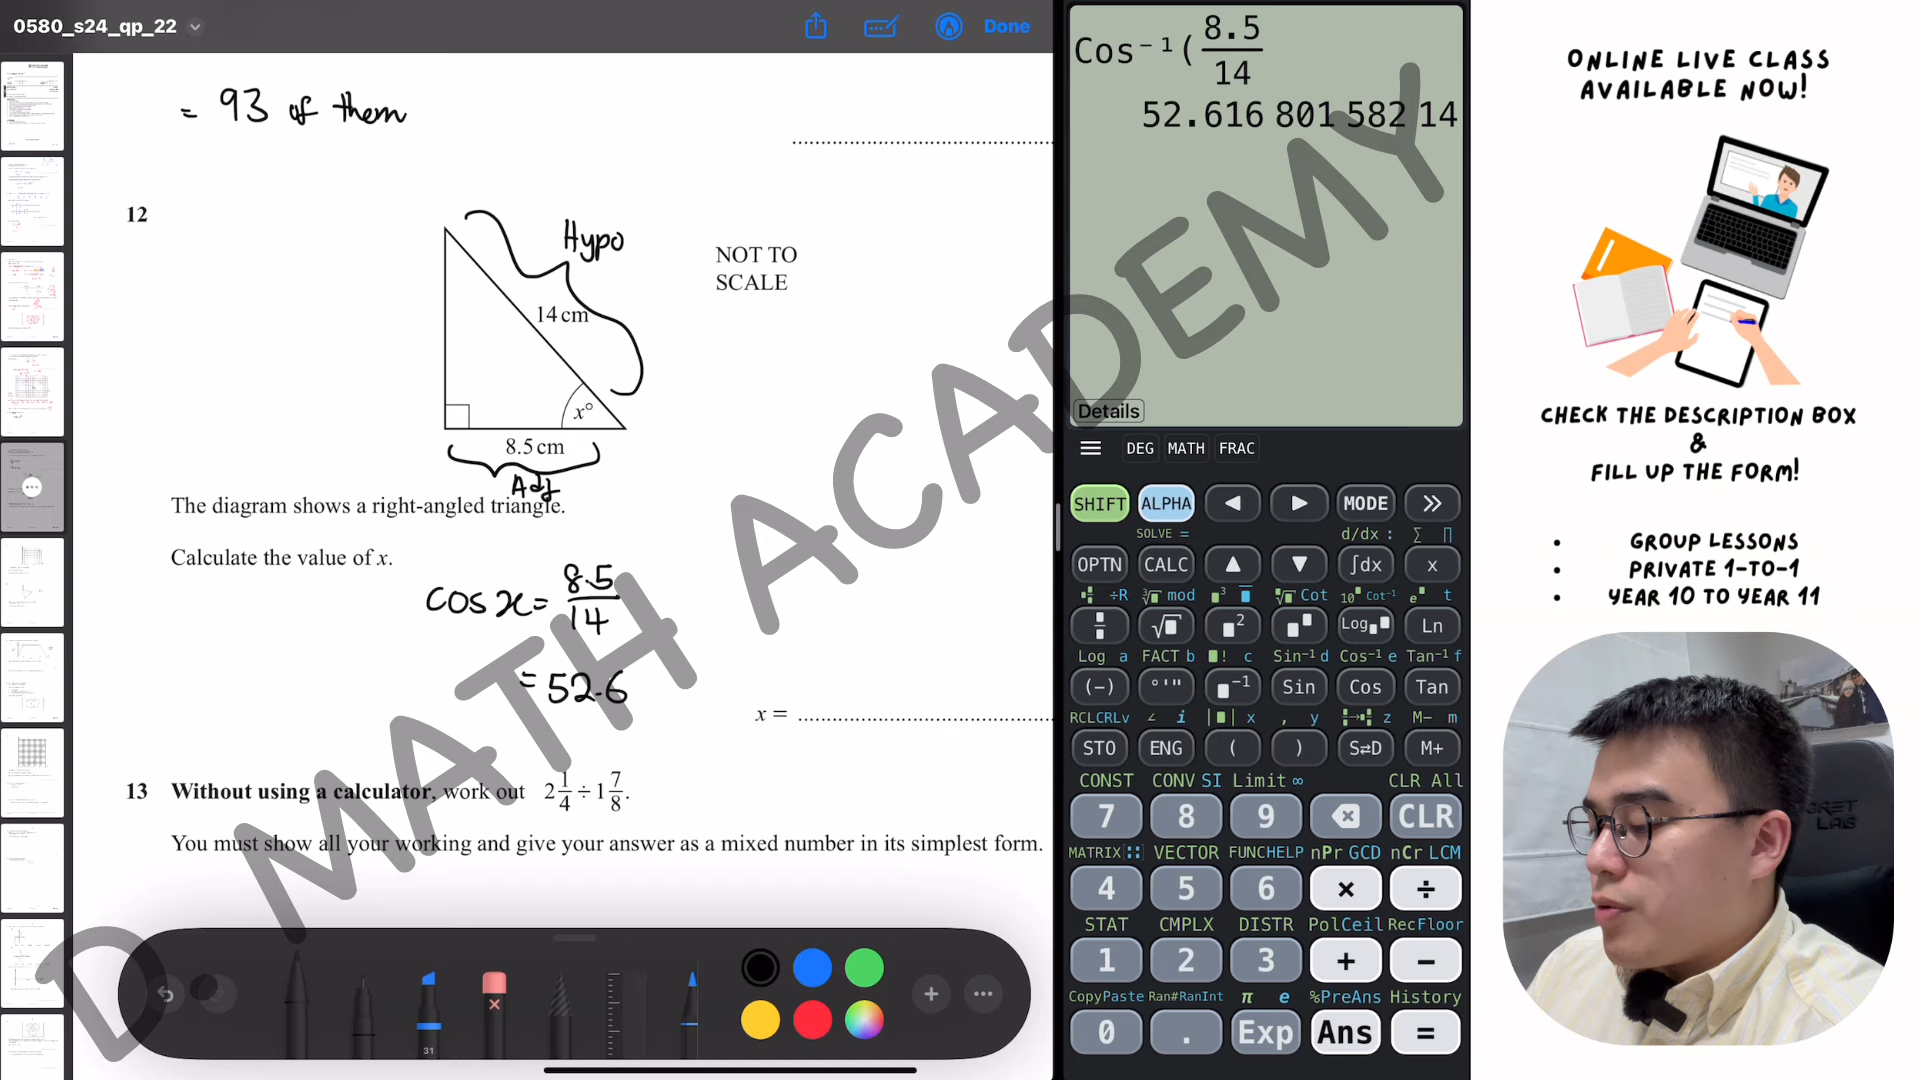 0580_s24_qp_22
Done
= 93 of them
12
Hypo
NOT TO
SCALE
14 cm
x°
8.5 cm
Adj
The diagram shows a right-angled triangle.
Calculate the value of x.
cos x = 8.5/14
= 52.6
x = ........................................
13 Without using a calculator, work out 2 1/4 ÷ 1 7/8.
You must show all your working and give your answer as a mixed number in its simplest form.
31
D MATH ACADEMY
Cos⁻¹(8.5/14
52.616 801 582 14
Details
DEG MATH FRAC
SHIFT ALPHA ◀ ▶ MODE >>
SOLVE = d/dx : ∑ ∏
OPTN CALC ▲ ▼ ∫dx x
÷R mod Cot Cot⁻¹ t
Ln
Log a FACT b ! c Sin⁻¹ d Cos⁻¹ e Tan⁻¹ f
(−) °'" ■⁻¹ Sin Cos Tan
RCL CRLv ∠ i x , y z M− m
STO ENG ( ) S⇄D M+
CONST CONV SI Limit ∞ CLR All
7 8 9 CLR
MATRIX VECTOR FUNC HELP nPr GCD nCr LCM
4 5 6 × ÷
STAT CMPLX DISTR Pol Ceil Rec Floor
1 2 3 + −
Copy Paste Ran# RanInt π e % PreAns History
0 . Exp Ans =
ONLINE LIVE CLASS
AVAILABLE NOW!
CHECK THE DESCRIPTION BOX
&
FILL UP THE FORM!
• GROUP LESSONS
• PRIVATE 1-TO-1
• YEAR 10 TO YEAR 11